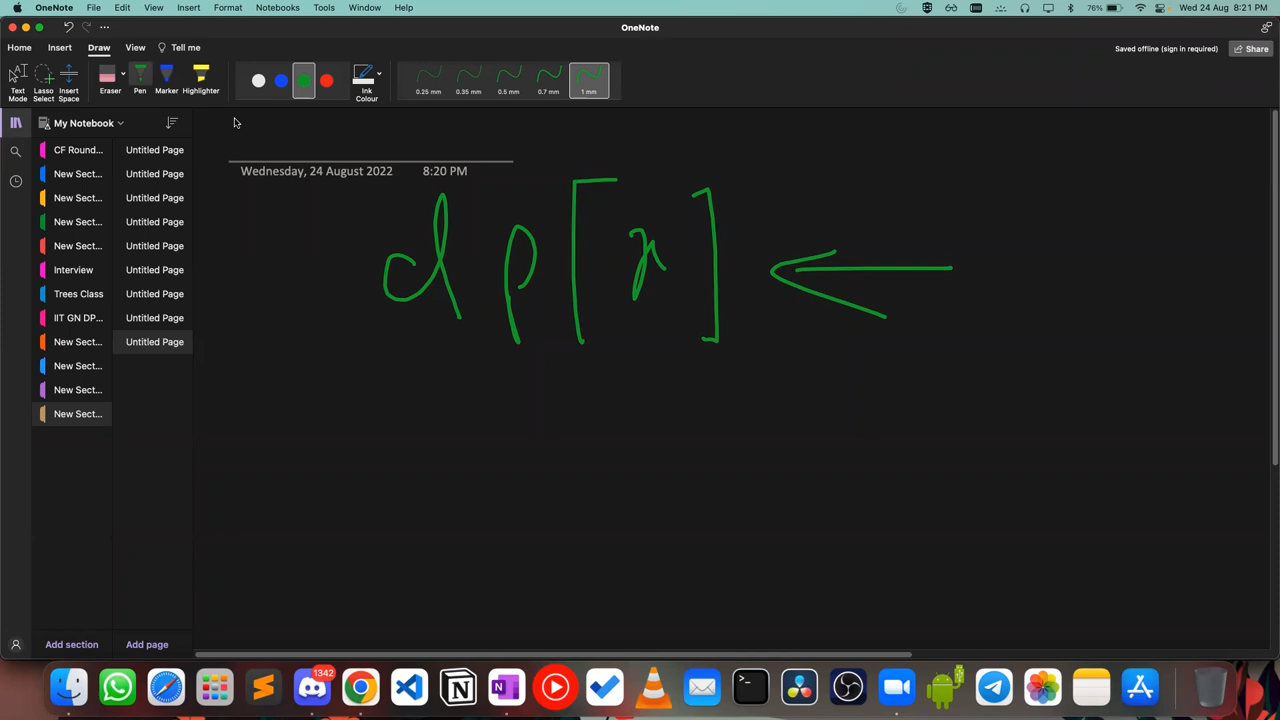 OneNote File Edit View Insert Format Notebooks Tools Window Help 76% Wed 24 Aug 8:21 PM
OneNote
Home Insert Draw View Tell me Saved offline (sign in required) Share
Text Mode Lasso Select Insert Space Eraser Pen Marker Highlighter Ink Colour 0.25 mm 0.35 mm 0.5 mm 0.7 mm 1 mm
My Notebook
CF Round... Untitled Page
New Sect... Untitled Page
New Sect... Untitled Page
New Sect... Untitled Page
New Sect... Untitled Page
Interview Untitled Page
Trees Class Untitled Page
IIT GN DP... Untitled Page
New Sect... Untitled Page
New Sect...
New Sect...
New Sect...
Wednesday, 24 August 2022 8:20 PM
dp[x] ←
Add section Add page
1342